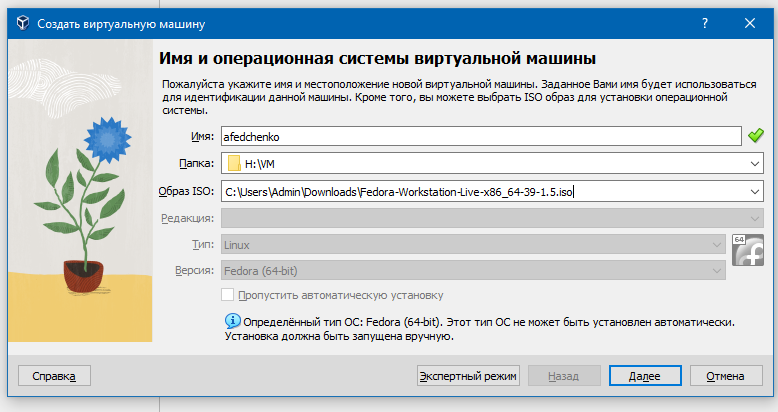 Создать виртуальную машину
?
Имя и операционная системы виртуальной машины
Пожалуйста укажите имя и местоположение новой виртуальной машины. Заданное Вами имя будет использоваться
для идентификации данной машины. Кроме того, вы можете выбрать ISO образ для установки операционной
системы.
Имя: afedchenko
Папка: H:\VM
Образ ISO: C:\Users\Admin\Downloads\Fedora-Workstation-Live-x86_64-39-1.5.iso
Редакция:
Тип: Linux
64
Версия: Fedora (64-bit)
Пропустить автоматическую установку
Определённый тип ОС: Fedora (64-bit). Этот тип ОС не может быть установлен автоматически.
Установка должна быть запущена вручную.
Справка Экспертный режим Назад Далее Отмена